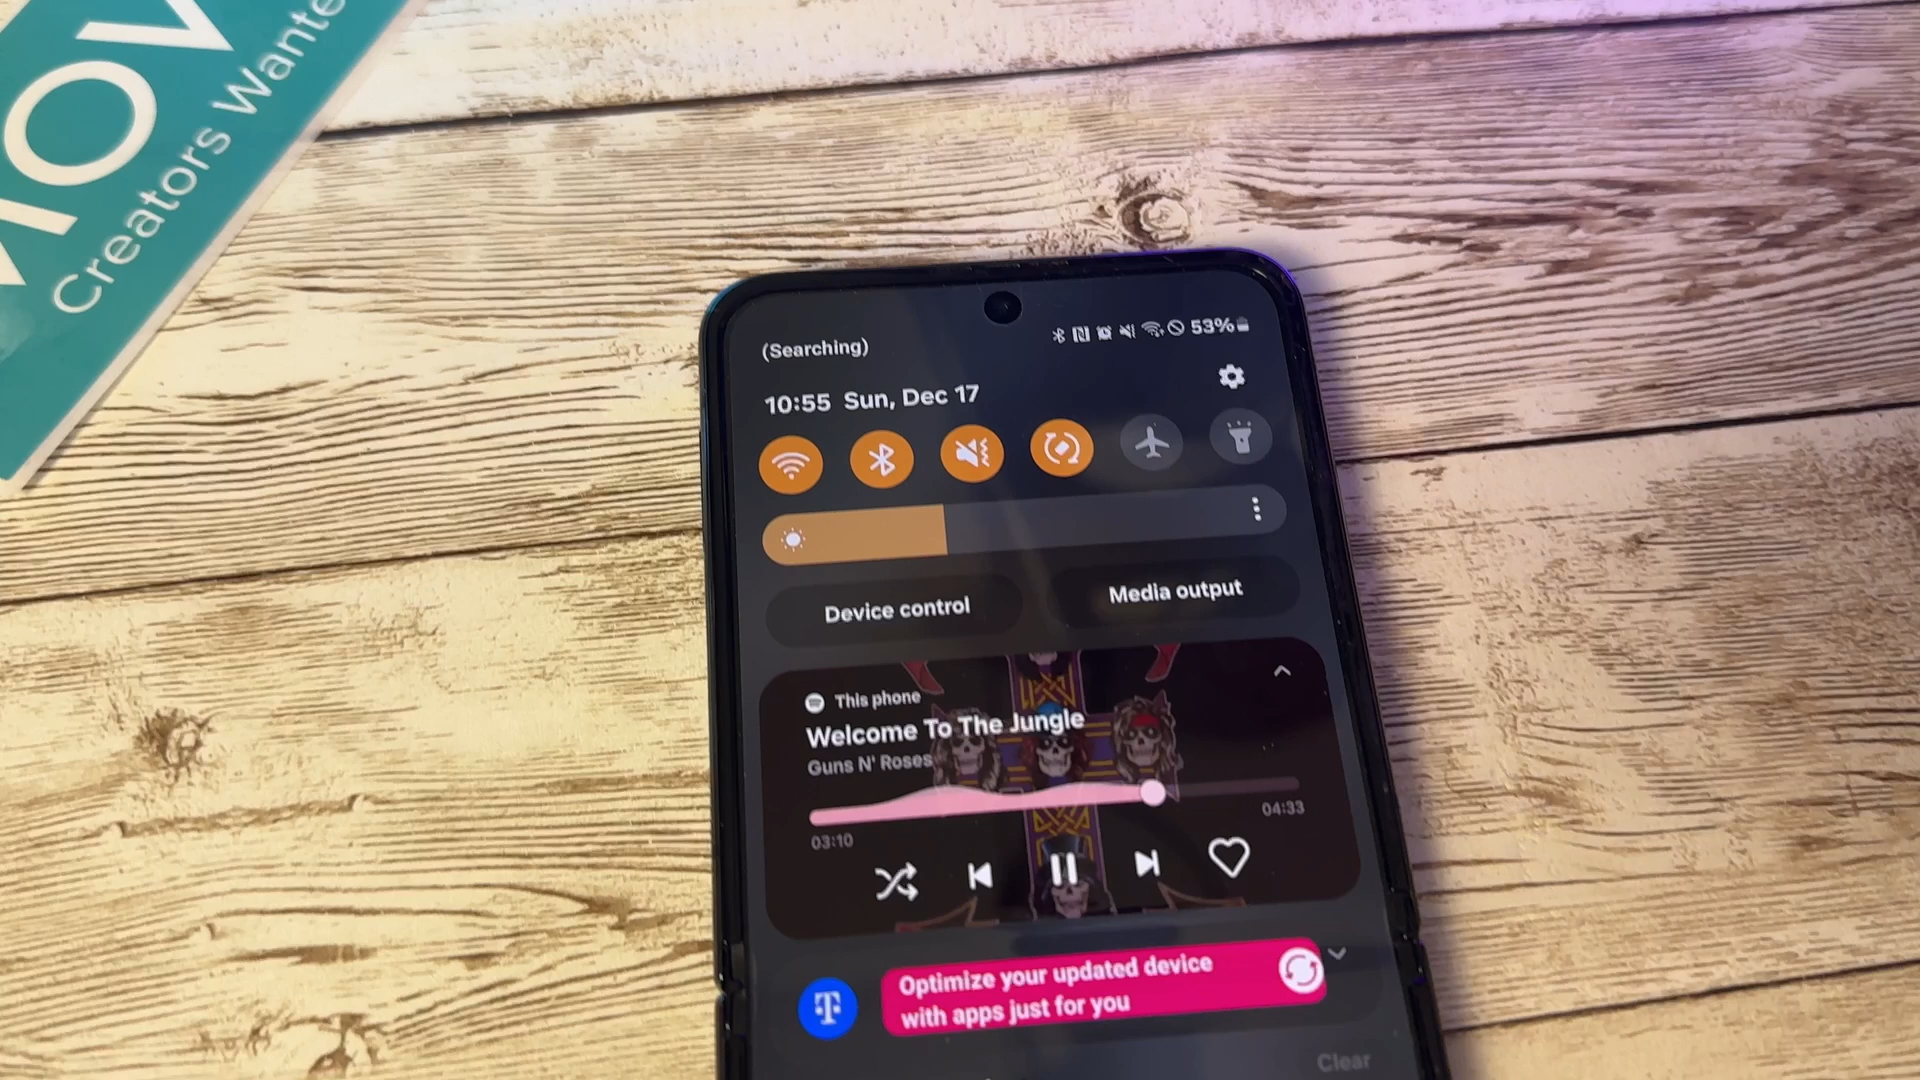 MOV
Creators Wante
(Searching)
53%
10:55 Sun, Dec 17
Device control
Media output
This phone
Welcome To The Jungle
Guns N' Roses
03:10
04:33
T
Optimize your updated device
with apps just for you
Clear